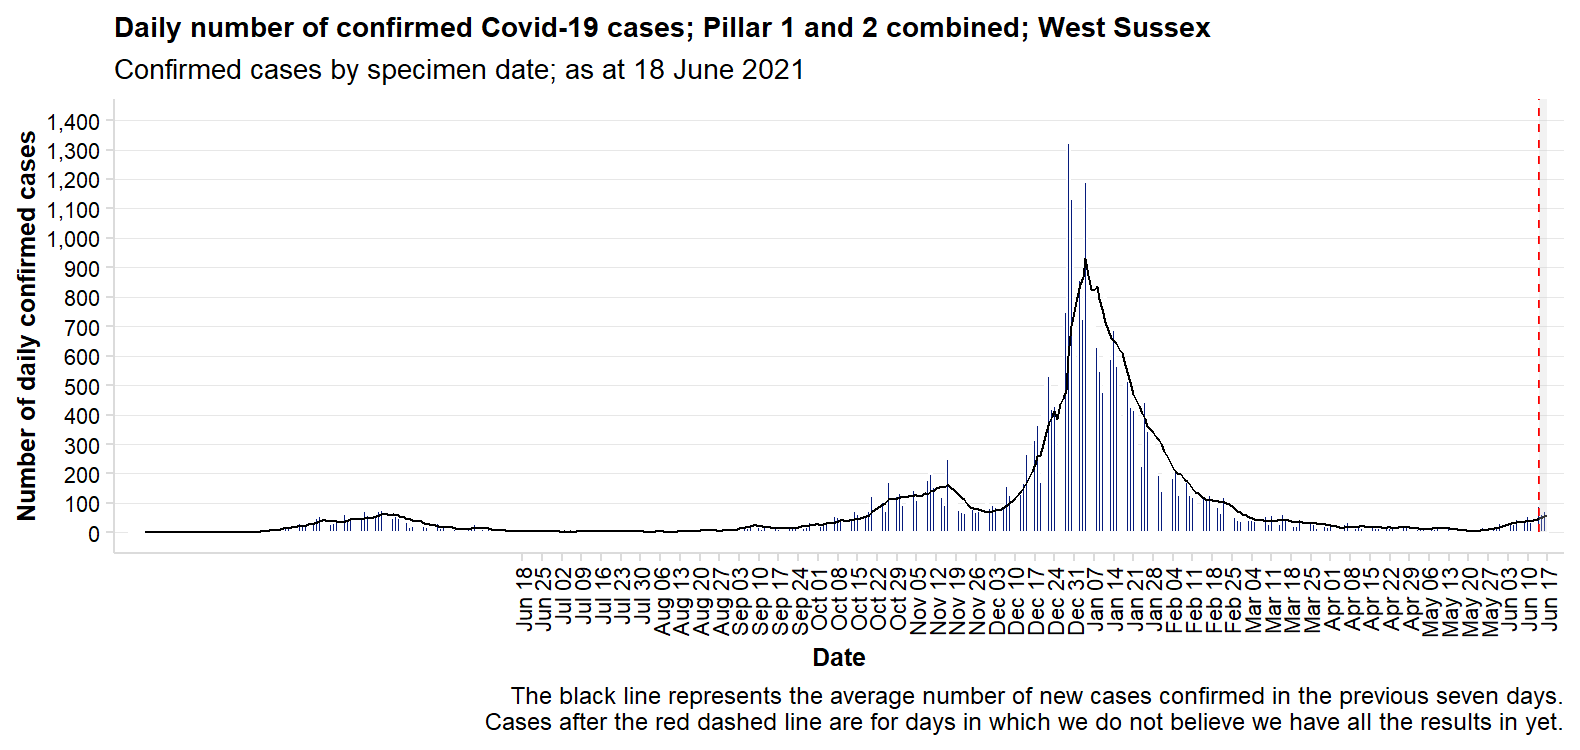 Daily number of confirmed Covid-19 cases; Pillar 1 and 2 combined; West Sussex
Confirmed cases by specimen date; as at 18 June 2021
Number of daily confirmed cases
1,400
1,300
1,200
1,100
1,000
900
800
700
600
500
400
300
200
100
0
Jun 18
Jun 25
Jul 02
Jul 09
Jul 16
Jul 23
Jul 30
Aug 06
Aug 13
Aug 20
Aug 27
Sep 03
Sep 10
Sep 17
Sep 24
Oct 01
Oct 08
Oct 15
Oct 22
Oct 29
Nov 05
Nov 12
Nov 19
Nov 26
Dec 03
Dec 10
Dec 17
Dec 24
Dec 31
Jan 07
Jan 14
Jan 21
Jan 28
Feb 04
Feb 11
Feb 18
Feb 25
Mar 04
Mar 11
Mar 18
Mar 25
Apr 01
Apr 08
Apr 15
Apr 22
Apr 29
May 06
May 13
May 20
May 27
Jun 03
Jun 10
Jun 17
Date
The black line represents the average number of new cases confirmed in the previous seven days.
Cases after the red dashed line are for days in which we do not believe we have all the results in yet.